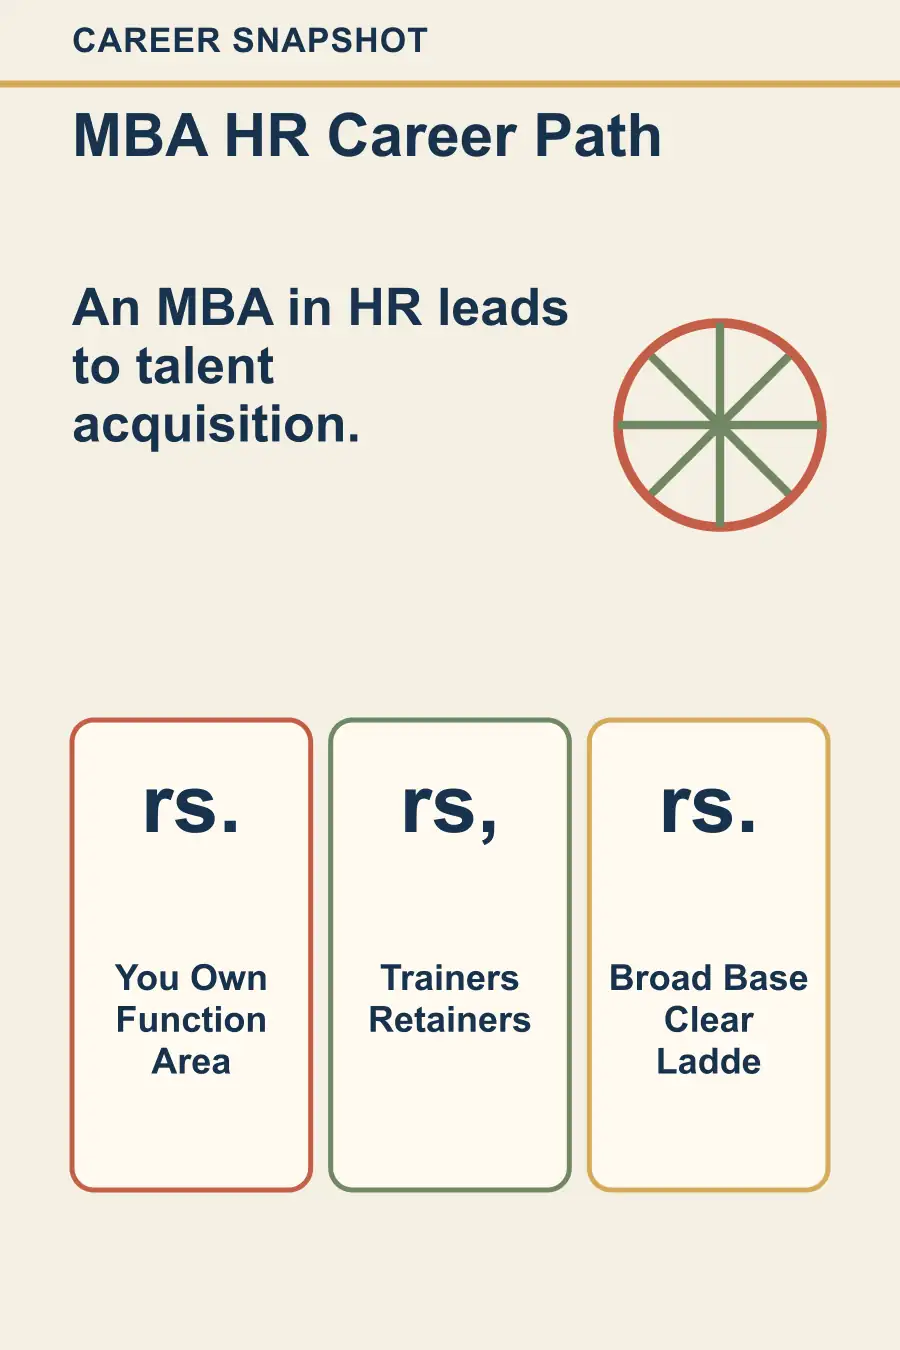 CAREER SNAPSHOT
MBA HR Career Path
An MBA in HR leads
to talent
acquisition.
rs.
You Own
Function
Area
rs,
Trainers
Retainers
rs.
Broad Base
Clear
Ladde